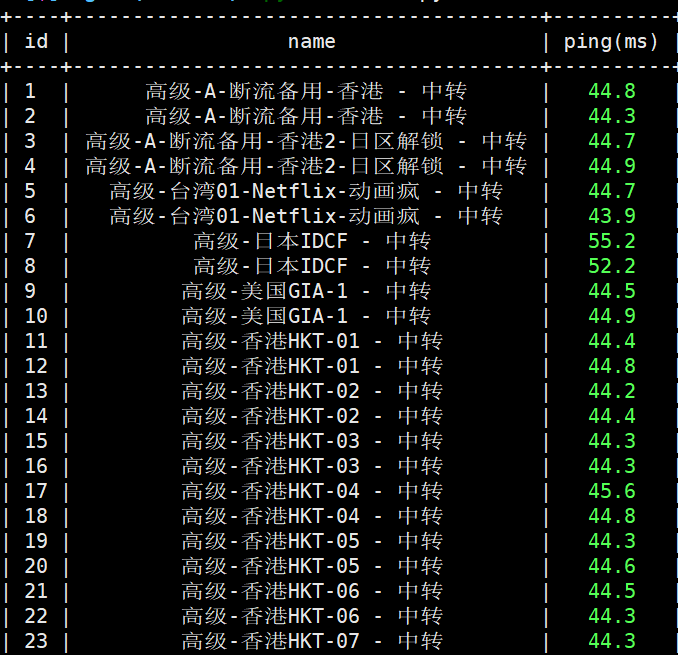 | id | name | ping(ms) |
| 1 | 高级-A-断流备用-香港 - 中转 | 44.8
| 2 | 高级-A-断流备用-香港 - 中转 | 44.3
| 3 | 高级-A-断流备用-香港2-日区解锁 - 中转 | 44.7
| 4 | 高级-A-断流备用-香港2-日区解锁 - 中转 | 44.9
| 5 | 高级-台湾01-Netflix-动画疯 - 中转 | 44.7
| 6 | 高级-台湾01-Netflix-动画疯 - 中转 | 43.9
| 7 | 高级-日本IDCF - 中转 | 55.2
| 8 | 高级-日本IDCF - 中转 | 52.2
| 9 | 高级-美国GIA-1 - 中转 | 44.5
| 10 | 高级-美国GIA-1 - 中转 | 44.9
| 11 | 高级-香港HKT-01 - 中转 | 44.4
| 12 | 高级-香港HKT-01 - 中转 | 44.8
| 13 | 高级-香港HKT-02 - 中转 | 44.2
| 14 | 高级-香港HKT-02 - 中转 | 44.4
| 15 | 高级-香港HKT-03 - 中转 | 44.3
| 16 | 高级-香港HKT-03 - 中转 | 44.3
| 17 | 高级-香港HKT-04 - 中转 | 45.6
| 18 | 高级-香港HKT-04 - 中转 | 44.8
| 19 | 高级-香港HKT-05 - 中转 | 44.3
| 20 | 高级-香港HKT-05 - 中转 | 44.6
| 21 | 高级-香港HKT-06 - 中转 | 44.5
| 22 | 高级-香港HKT-06 - 中转 | 44.3
| 23 | 高级-香港HKT-07 - 中转 | 44.3